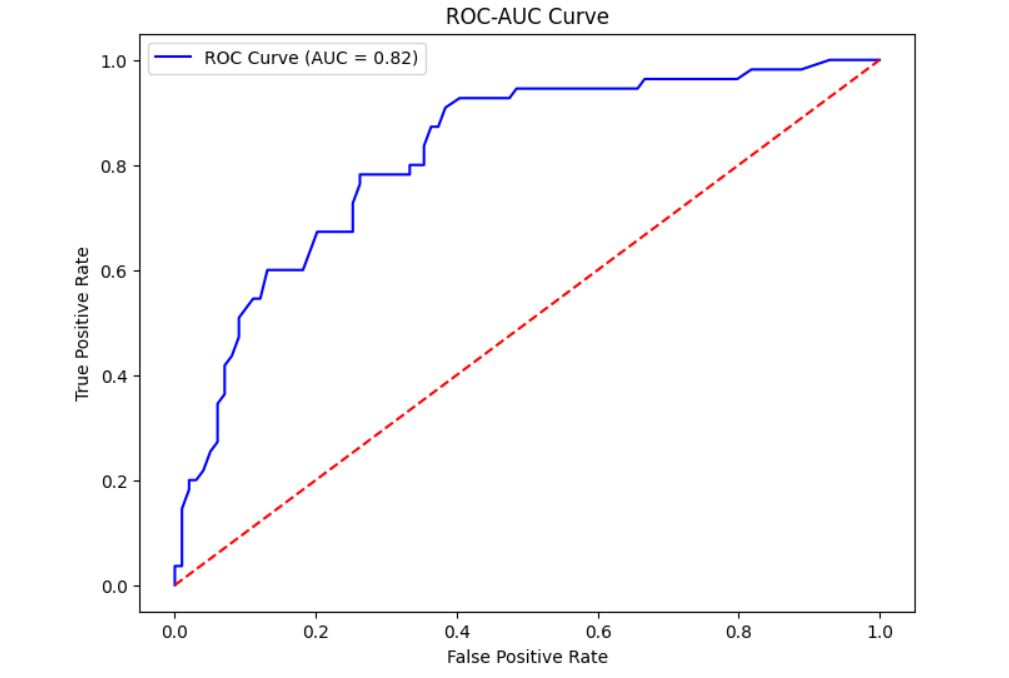 ROC-AUC Curve
ROC Curve (AUC = 0.82)
1.0
0.8
0.6
0.4
0.2
0.0
True Positive Rate
0.0 0.2 0.4 0.6 0.8 1.0
False Positive Rate